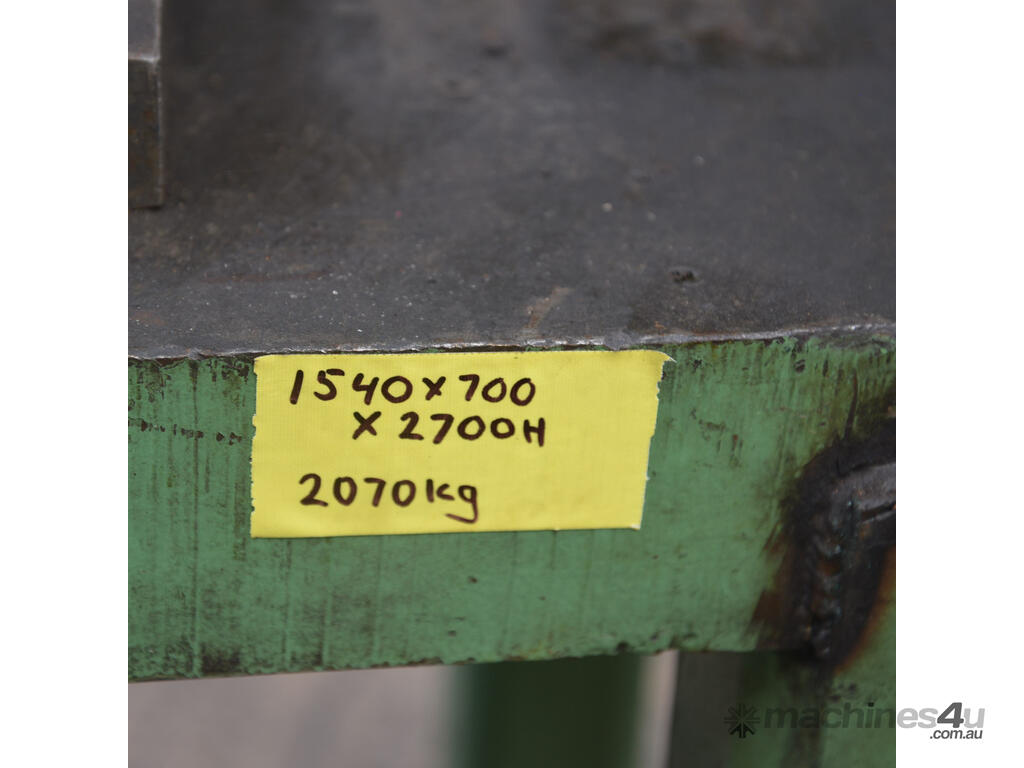 1540x700
x 2700H
2070kg
machines4u
.com.au